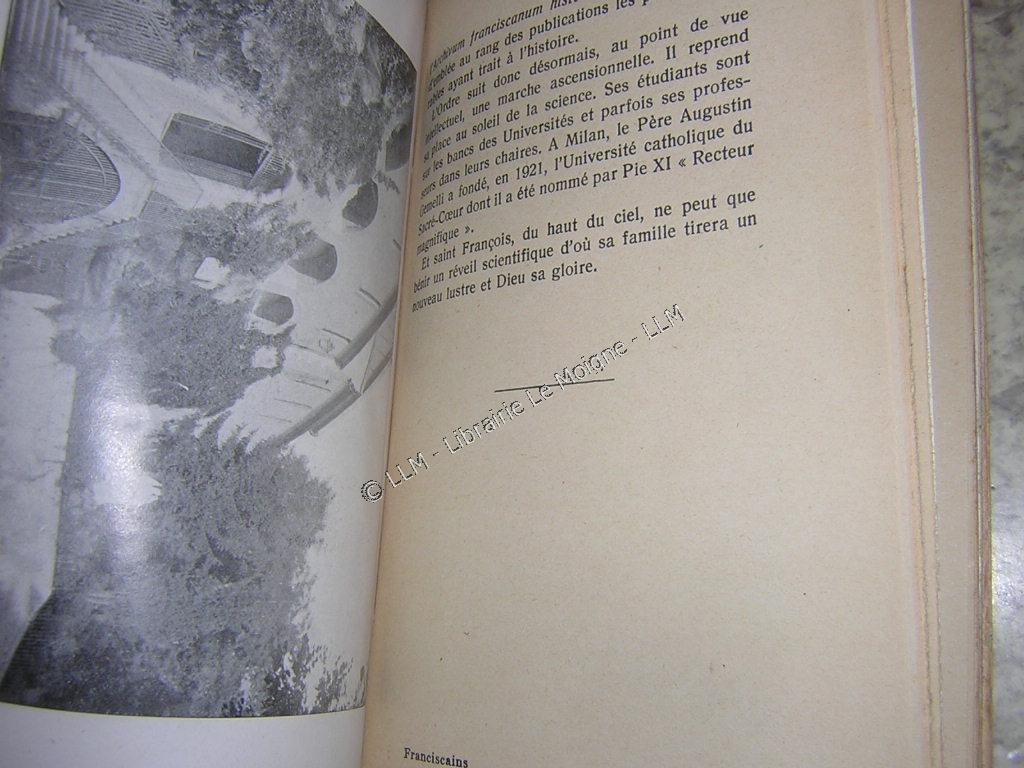 l'Archivum franciscanum
d'emblée au rang des publications les
rables ayant trait à l'histoire.
L'Ordre suit donc désormais, au point de vue
intellectuel, une marche ascensionnelle. Il reprend
sa place au soleil de la science. Ses étudiants sont
sur les bancs des Universités et parfois ses profes-
seurs dans leurs chaires. A Milan, le Père Augustin
Gemelli a fondé, en 1921, l'Université catholique du
Sacré-Cœur dont il a été nommé par Pie XI « Recteur
magnifique ».
Et saint François, du haut du ciel, ne peut que
bénir un réveil scientifique d'où sa famille tirera un
nouveau lustre et Dieu sa gloire.
© LLM - Librairie Le Moigne - LLM
Franciscains